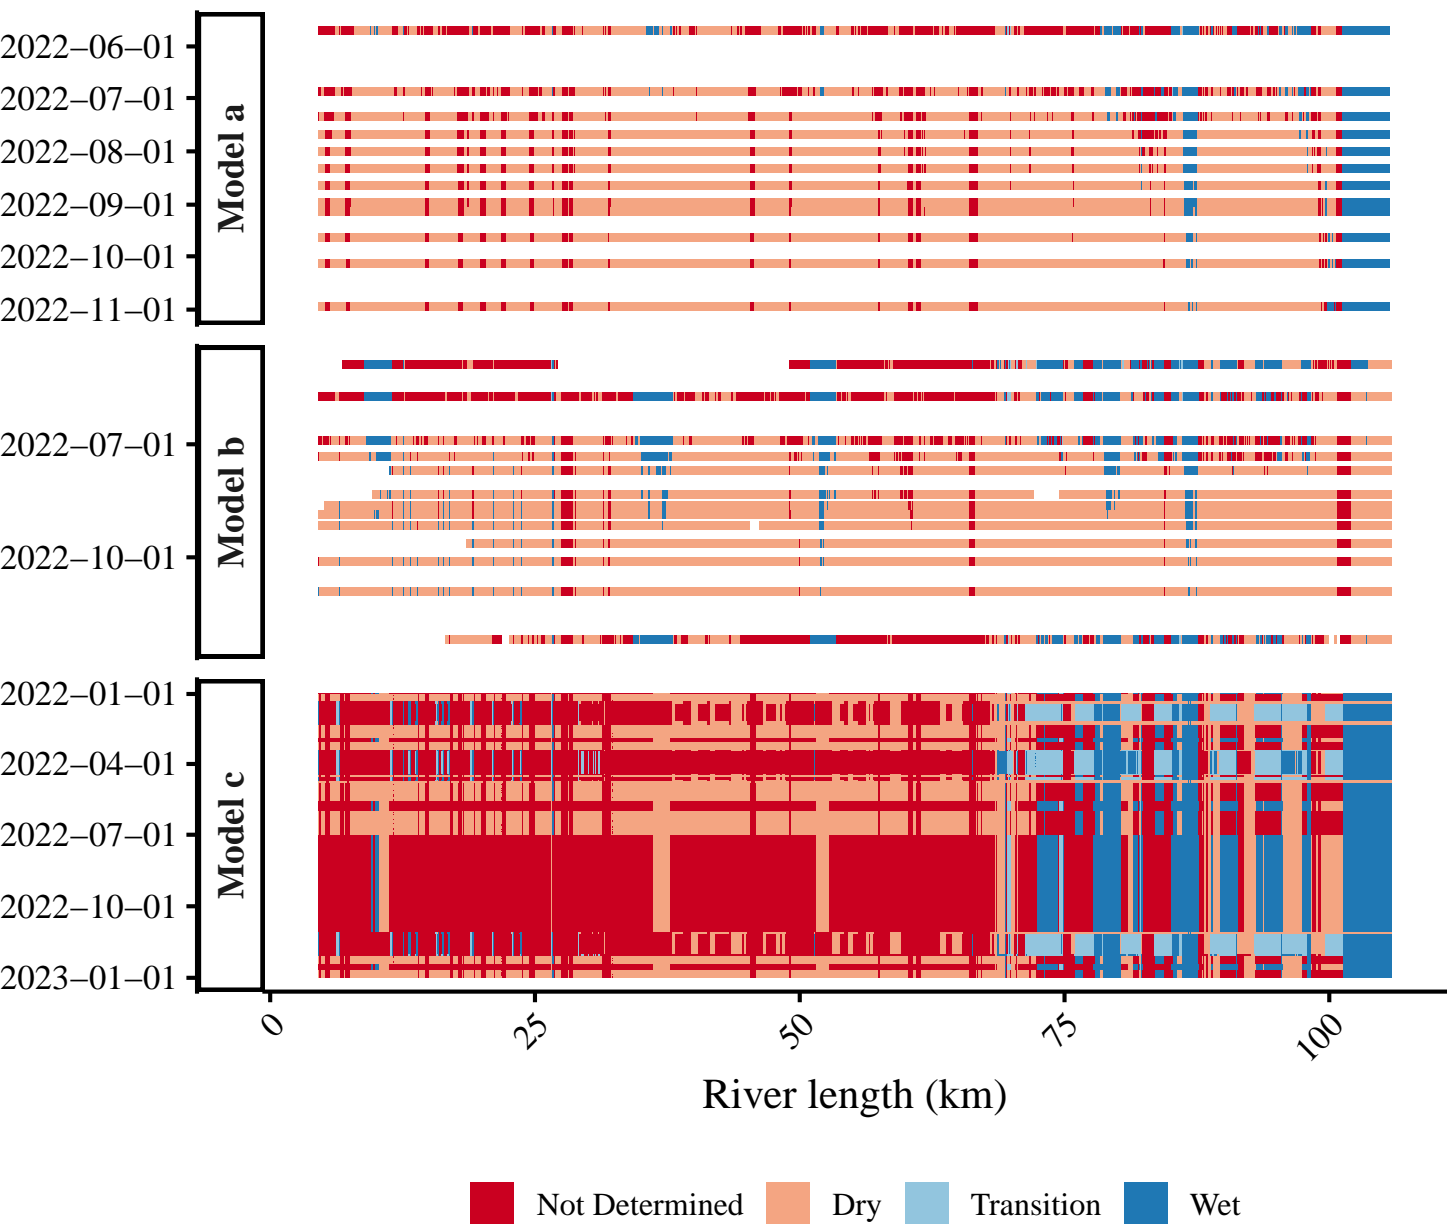 2022−06−01
2022−07−01
2022−08−01
2022−09−01
2022−10−01
2022−11−01
Model a
2022−07−01
2022−10−01
Model b
2022−01−01
2022−04−01
2022−07−01
2022−10−01
2023−01−01
Model c
0 25 50 75 100
River length (km)
Not Determined Dry Transition Wet